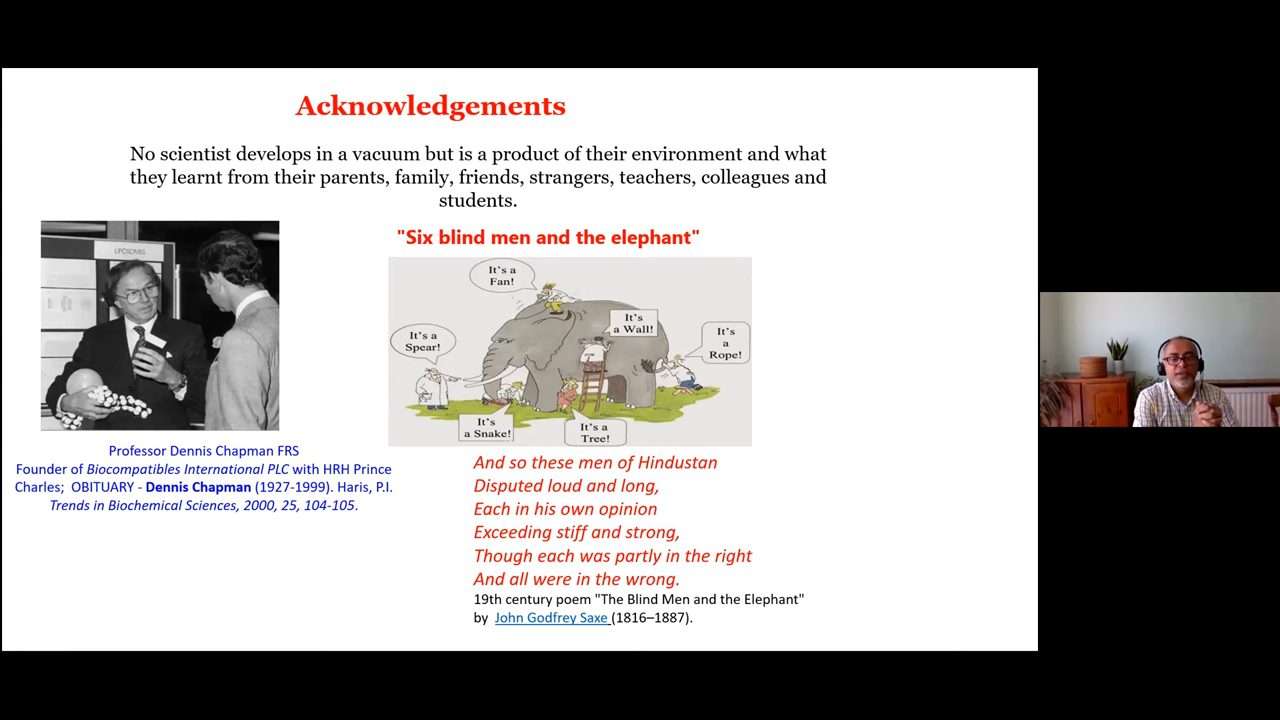 Acknowledgements
No scientist develops in a vacuum but is a product of their environment and what
they learnt from their parents, family, friends, strangers, teachers, colleagues and
students.
LIPOSOMES
Professor Dennis Chapman FRS
Founder of Biocompatibles International PLC with HRH Prince
Charles;  OBITUARY - Dennis Chapman (1927-1999). Haris, P.I.
Trends in Biochemical Sciences, 2000, 25, 104-105.
"Six blind men and the elephant"
It's a
Fan!
It's
a Wall!
It's a
Spear!
It's
a
Rope!
It's
a Snake!
It's a
Tree!
And so these men of Hindustan
Disputed loud and long,
Each in his own opinion
Exceeding stiff and strong,
Though each was partly in the right
And all were in the wrong.
19th century poem "The Blind Men and the Elephant"
by  John Godfrey Saxe (1816–1887).